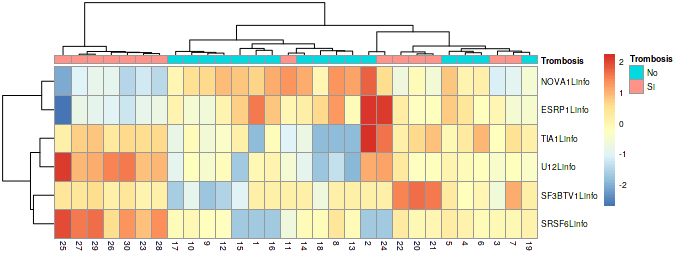 Trombosis
NOVA1Linfo
ESRP1Linfo
TIA1Linfo
U12Linfo
SF3BTV1Linfo
SRSF6Linfo
25 27 29 26 30 23 28 17 10 9 12 15 1 16 11 14 18 8 13 2 24 22 20 21 5 4 6 3 7 19
2
1
0
-1
-2
Trombosis
No
Si